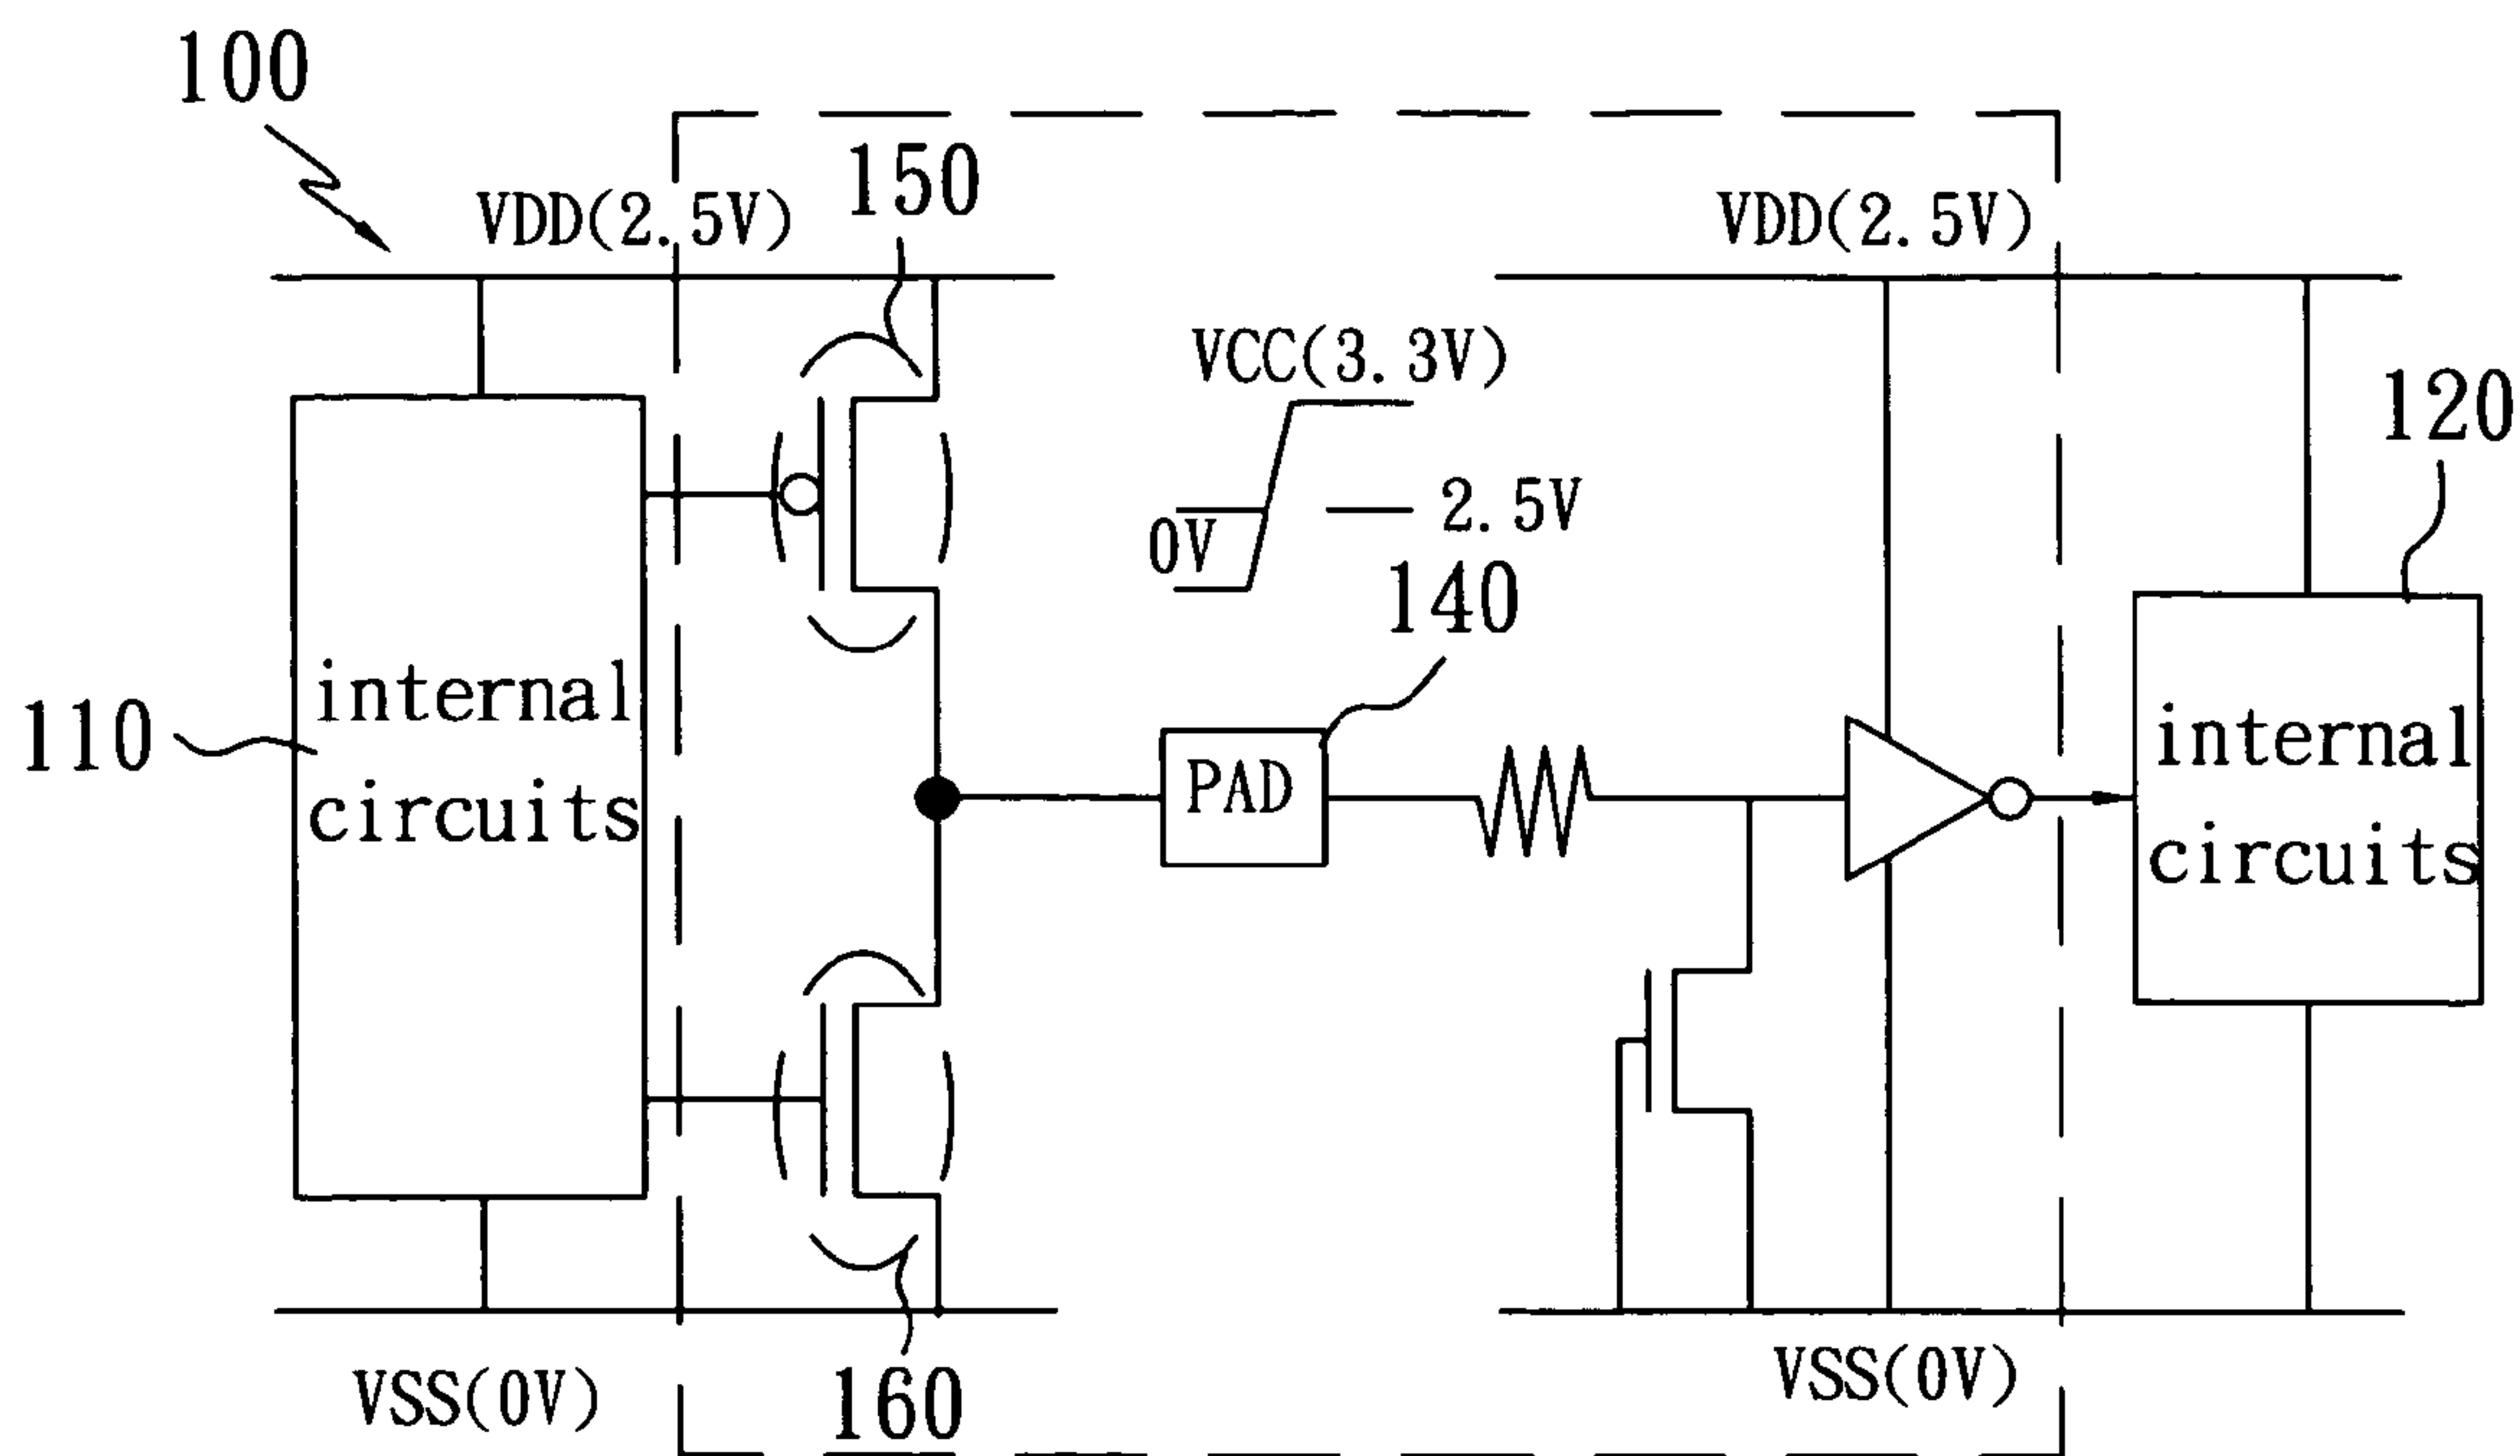 100
150
VDD(2.5V)
VDD(2.5V)
VCC(3.3V)
120
2.5V
0V
140
internal
circuits
110
PAD
internal
circuits
VSS(0V)
160
VSS(0V)